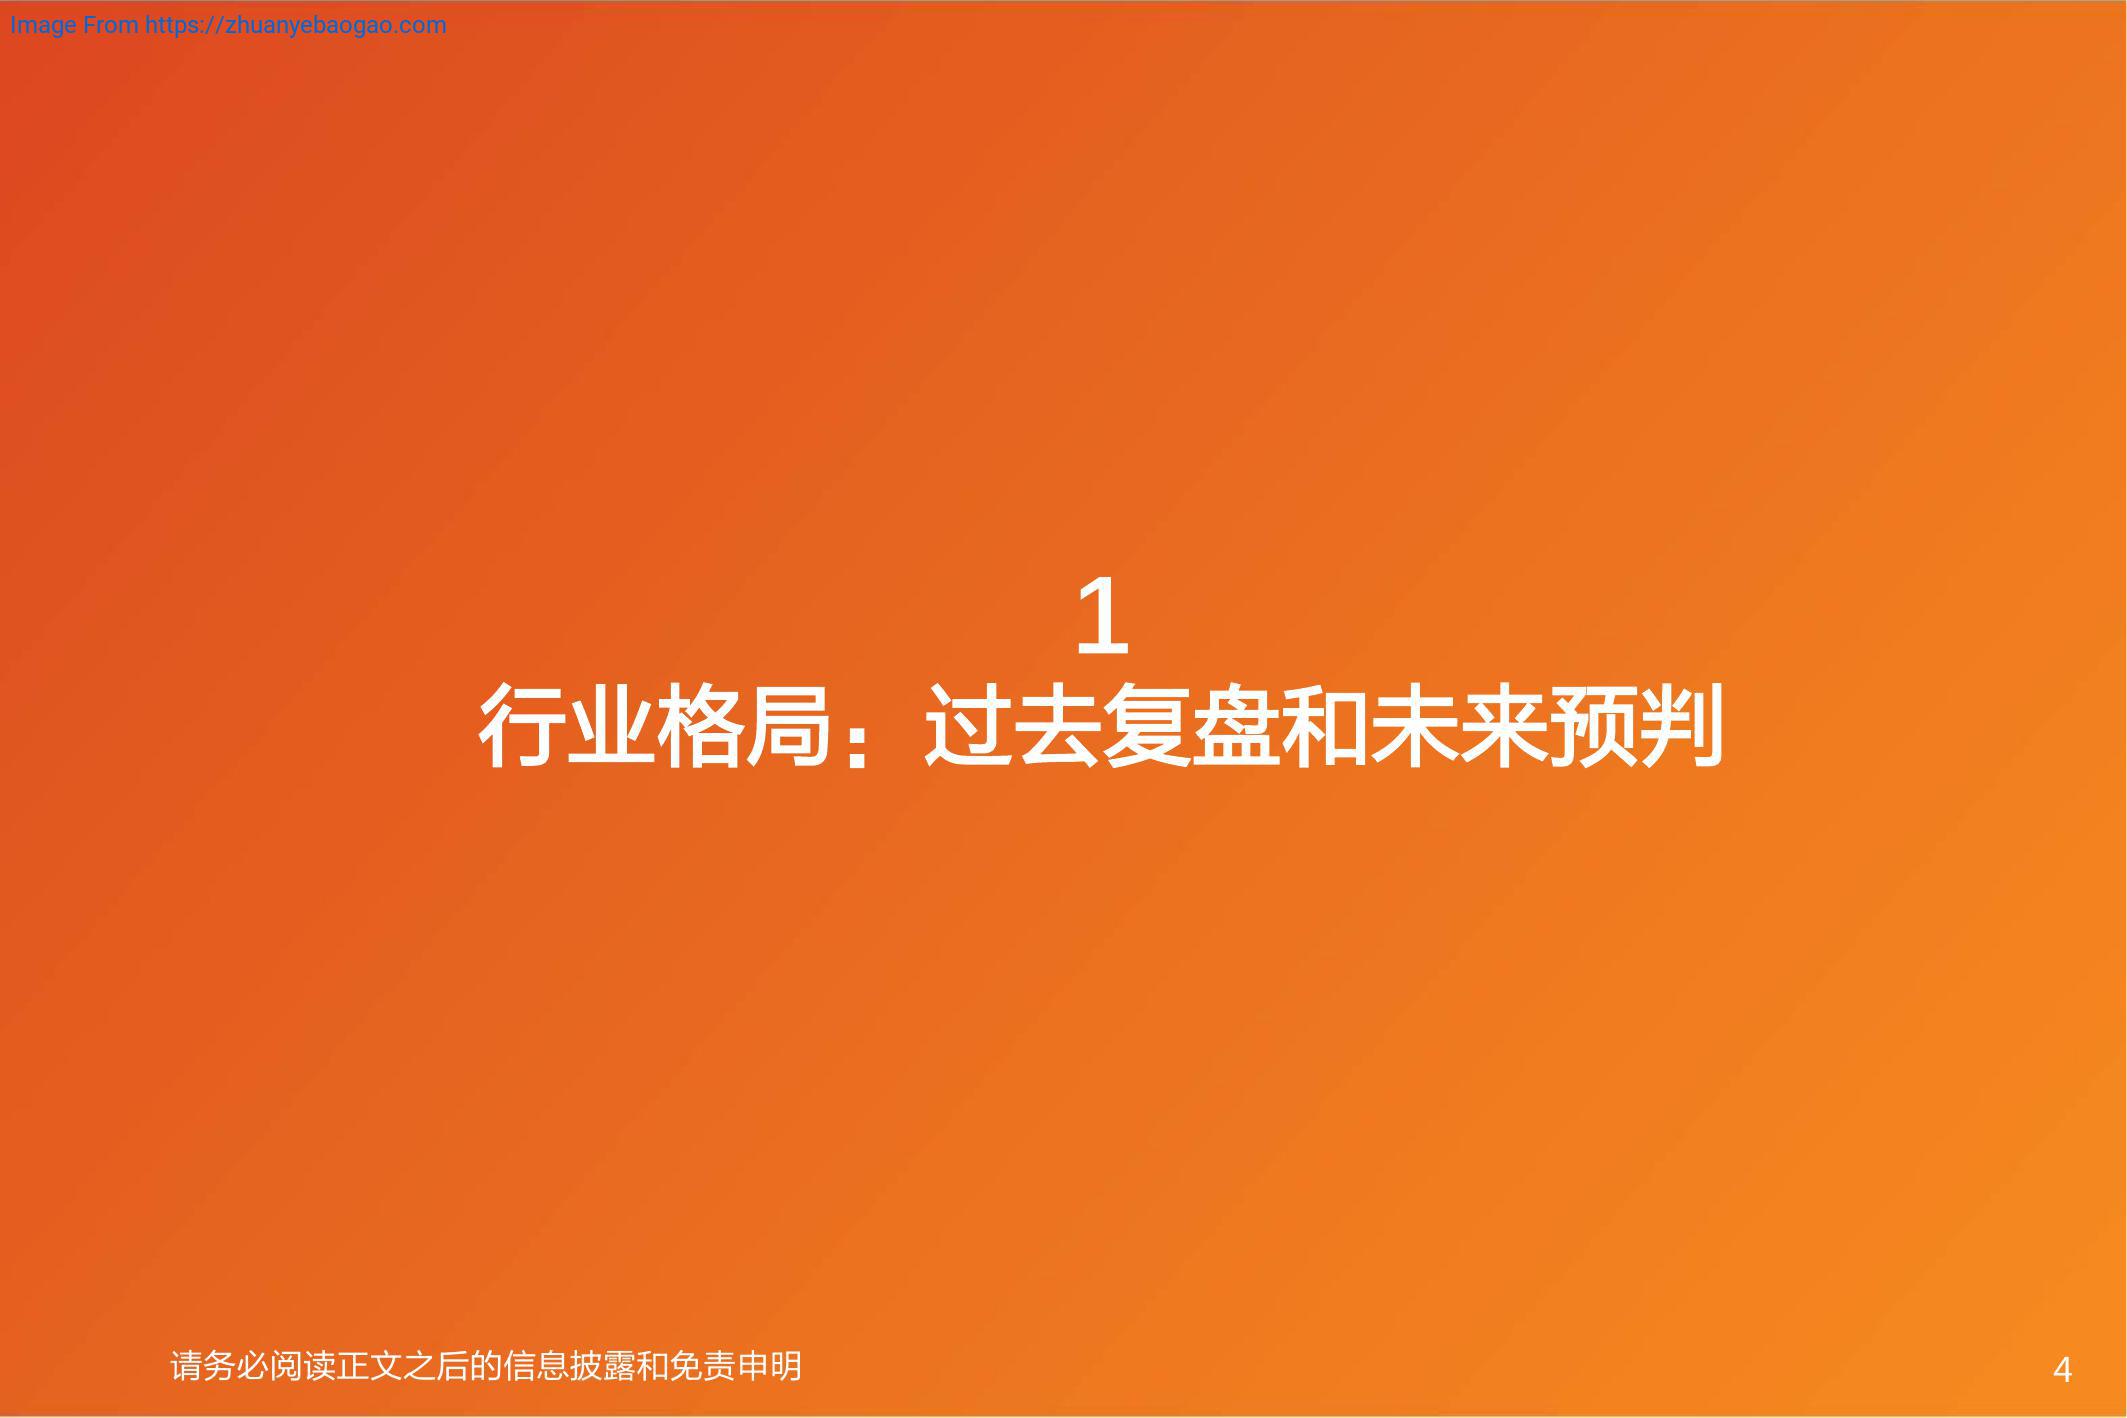 Image From https://zhuanyebaogao.com
1
行业格局：过去复盘和未来预判
请务必阅读正文之后的信息披露和免责申明
4